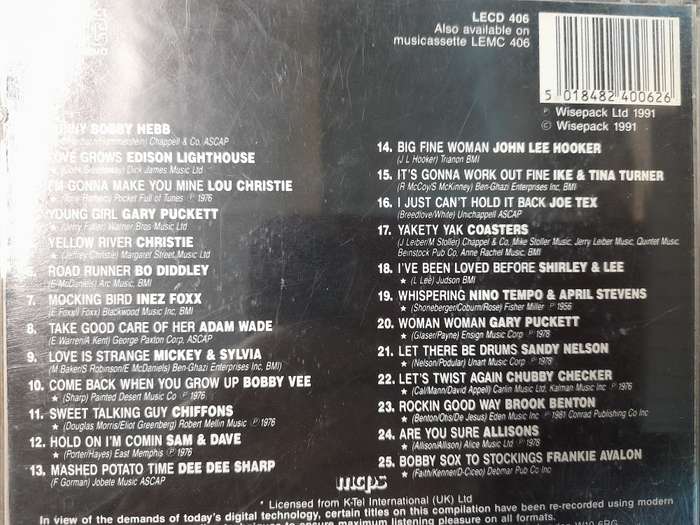 LECD 406
Also available on
musicassette LEMC 406
5 018482 400626
℗ Wisepack Ltd 1991
© Wisepack 1991
BOBBY HEBB
Chappell & Co, ASCAP
GROWS EDISON LIGHTHOUSE
Dick James Music Ltd
I'M GONNA MAKE YOU MINE LOU CHRISTIE
Pocket Full of Tunes ℗ 1976
YOUNG GIRL GARY PUCKETT
(Jerry Fuller) Warner Bros Music Ltd
YELLOW RIVER CHRISTIE
(Jeffrey Christie) Margaret Street Music Ltd
6. ROAD RUNNER BO DIDDLEY
(E McDaniels) Arc Music, BMI
7. MOCKING BIRD INEZ FOXX
(E Foxx/I Foxx) Blackwood Music Inc, BMI
8. TAKE GOOD CARE OF HER ADAM WADE
(E Warren/A Kent) George Paxton Corp, ASCAP
9. LOVE IS STRANGE MICKEY & SYLVIA
(M Baker/S Robinson/E McDaniels) Ben-Ghazi Enterprises Inc, BMI
10. COME BACK WHEN YOU GROW UP BOBBY VEE
★ (Sharp) Painted Desert Music Co ℗ 1976
11. SWEET TALKING GUY CHIFFONS
★ (Douglas Morris/Eliot Greenberg) Robert Mellin Music ℗ 1976
12. HOLD ON I'M COMIN SAM & DAVE
★ (Porter/Hayes) East Memphis ℗ 1976
13. MASHED POTATO TIME DEE DEE SHARP
(F Gorman) Jobete Music ASCAP
14. BIG FINE WOMAN JOHN LEE HOOKER
(J L Hooker) Trianon BMI
15. IT'S GONNA WORK OUT FINE IKE & TINA TURNER
(R McCoy/S McKinney) Ben-Ghazi Enterprises Inc, BMI
16. I JUST CAN'T HOLD IT BACK JOE TEX
(Breedlove/White) Unichappell ASCAP
17. YAKETY YAK COASTERS
(J Leiber/M Stoller) Chappel & Co, Mike Stoller Music, Jerry Leiber Music, Quintet Music
Beinstock Pub Co, Anne Rachel Music, BMI
18. I'VE BEEN LOVED BEFORE SHIRLEY & LEE
★ (L Lee) Judson BMI
19. WHISPERING NINO TEMPO & APRIL STEVENS
★ (Shoneberger/Coburn/Rose) Fisher Miller ℗ 1956
20. WOMAN WOMAN GARY PUCKETT
★ (Glaser/Payne) Ensign Music Corp ℗ 1978
21. LET THERE BE DRUMS SANDY NELSON
★ (Nelson/Podular) Unart Music Corp ℗ 1978
22. LET'S TWIST AGAIN CHUBBY CHECKER
★ (Cal/Mann/David Appell) Carlin Music Ltd, Kalman Music Inc ℗ 1976
23. ROCKIN GOOD WAY BROOK BENTON
★ (Benton/Ohs/De Jesus) Eden Music Inc ℗ 1981 Conrad Publishing Co Inc
24. ARE YOU SURE ALLISONS
★ (Allison/Allison) Alice Music Ltd ℗ 1978
25. BOBBY SOX TO STOCKINGS FRANKIE AVALON
★ (Faith/Kenner/D-Ciceo) Debmar Pub Co Inc
mcps
★ Licensed from K-Tel International (UK) Ltd
In view of the demands of today's digital technology, certain titles on this compilation have been re-recorded using modern
to ensure maximum listening pleasure on all formats.